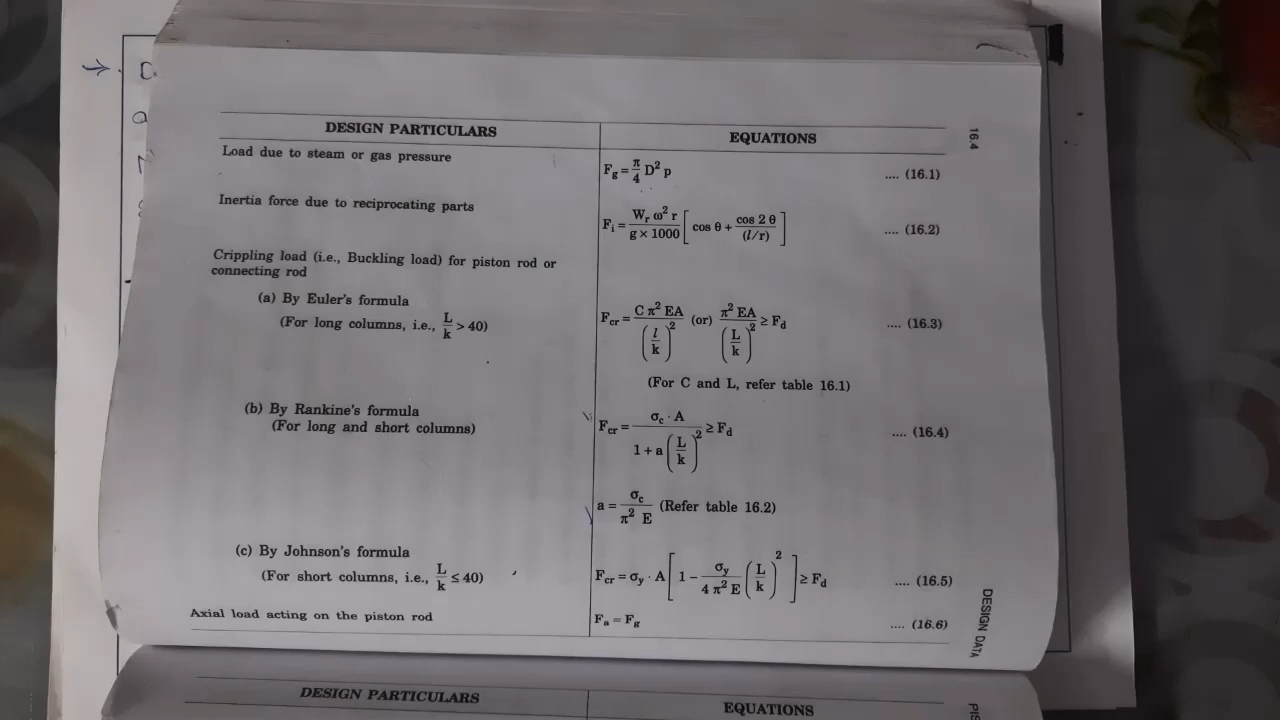 16.4
DESIGN PARTICULARS EQUATIONS
Load due to steam or gas pressure F_g = π/4 D² p .... (16.1)
Inertia force due to reciprocating parts F_i = W_r ω² r / g × 1000 [ cos θ + cos 2 θ / (l/r) ] .... (16.2)
Crippling load (i.e., Buckling load) for piston rod or
connecting rod
(a) By Euler's formula
(For long columns, i.e., L/k > 40) F_cr = C π² EA / (l/k)² (or) π² EA / (L/k)² ≥ F_d .... (16.3)
(For C and L, refer table 16.1)
(b) By Rankine's formula
(For long and short columns) F_cr = σ_c · A / 1 + a (L/k)² ≥ F_d .... (16.4)
a = σ_c / π² E (Refer table 16.2)
(c) By Johnson's formula
(For short columns, i.e., L/k ≤ 40) F_cr = σ_y · A [ 1 − σ_y / 4 π² E (L/k)² ] ≥ F_d .... (16.5)
Axial load acting on the piston rod F_a = F_g .... (16.6)
DESIGN DATA
DESIGN PARTICULARS EQUATIONS